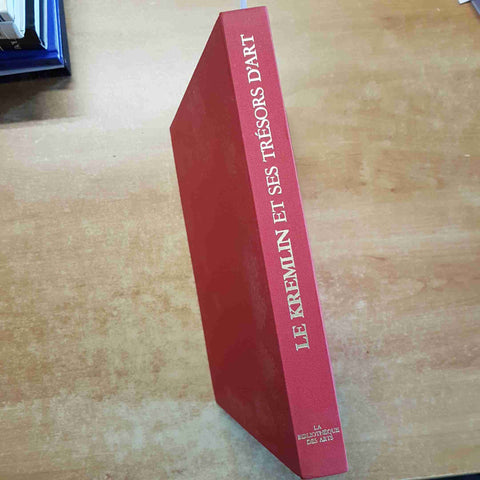 LE KREMLIN ET SES TRÉSORS D'ART
LA
BIBLIOTHÈQUE
DES ARTS